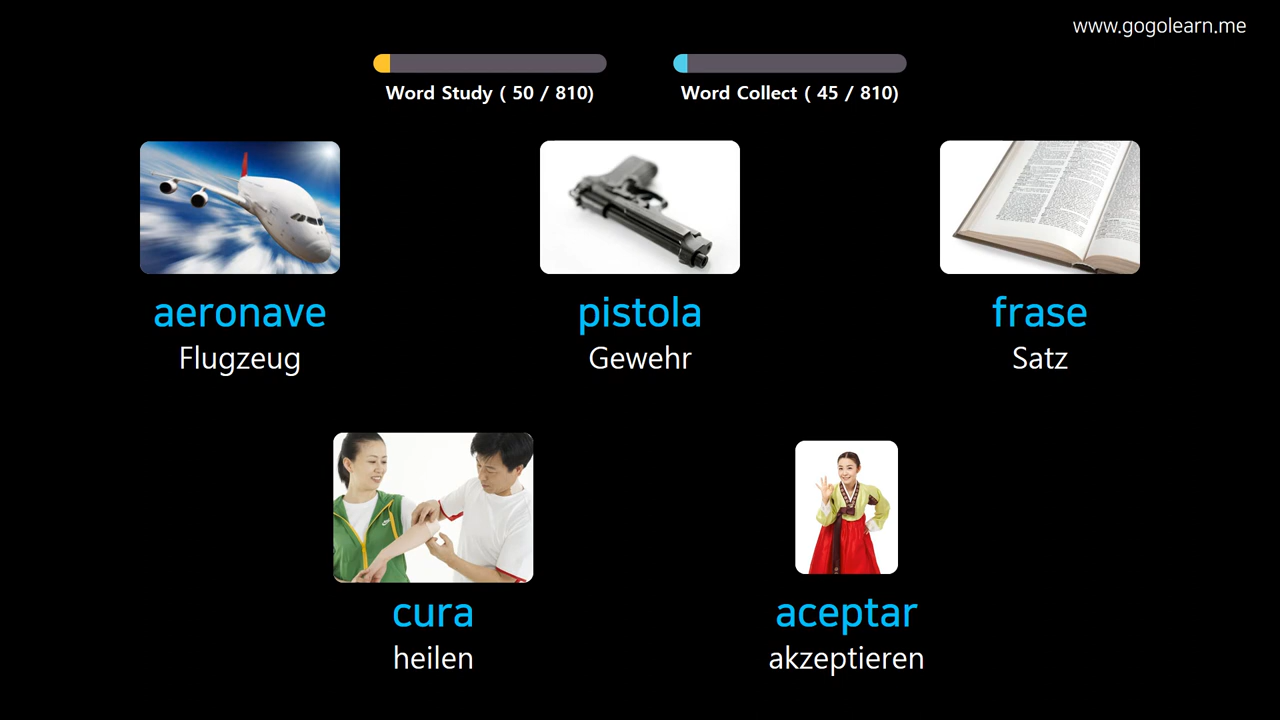 www.gogolearn.me
Word Study ( 50 / 810)
Word Collect ( 45 / 810)
aeronave
Flugzeug
pistola
Gewehr
frase
Satz
cura
heilen
aceptar
akzeptieren